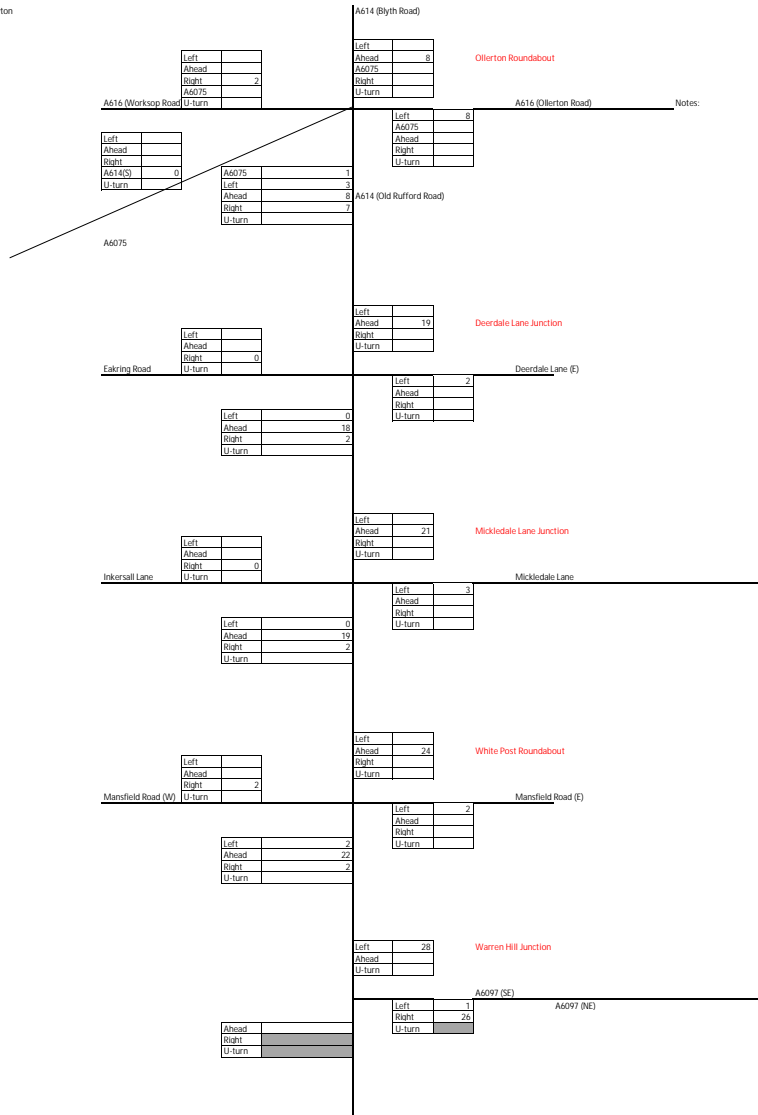 ton
A614 (Blyth Road)
Left
Ahead 8
A6075
Right
U-turn
Ollerton Roundabout
Left
Ahead
Right 2
A6075
U-turn
A616 (Worksop Road
A616 (Ollerton Road)
Notes:
Left 8
A6075
Ahead
Right
U-turn
Left
Ahead
Right
A614(S) 0
U-turn
A6075 1
Left 3
Ahead 8
Right 7
U-turn
A614 (Old Rufford Road)
A6075
Left
Ahead 19
Right
U-turn
Deerdale Lane Junction
Left
Ahead
Right 0
U-turn
Eakring Road
Deerdale Lane (E)
Left 2
Ahead
Right
U-turn
Left 0
Ahead 18
Right 2
U-turn
Left
Ahead 21
Right
U-turn
Mickledale Lane Junction
Left
Ahead
Right 0
U-turn
Inkersall Lane
Mickledale Lane
Left 3
Ahead
Right
U-turn
Left 0
Ahead 19
Right 2
U-turn
Left
Ahead 24
Right
U-turn
White Post Roundabout
Left
Ahead
Right 2
U-turn
Mansfield Road (W)
Mansfield Road (E)
Left 2
Ahead
Right
U-turn
Left 2
Ahead 22
Right 2
U-turn
Left 28
Ahead
U-turn
Warren Hill Junction
A6097 (SE)
A6097 (NE)
Left 1
Right 26
U-turn
Ahead
Right
U-turn